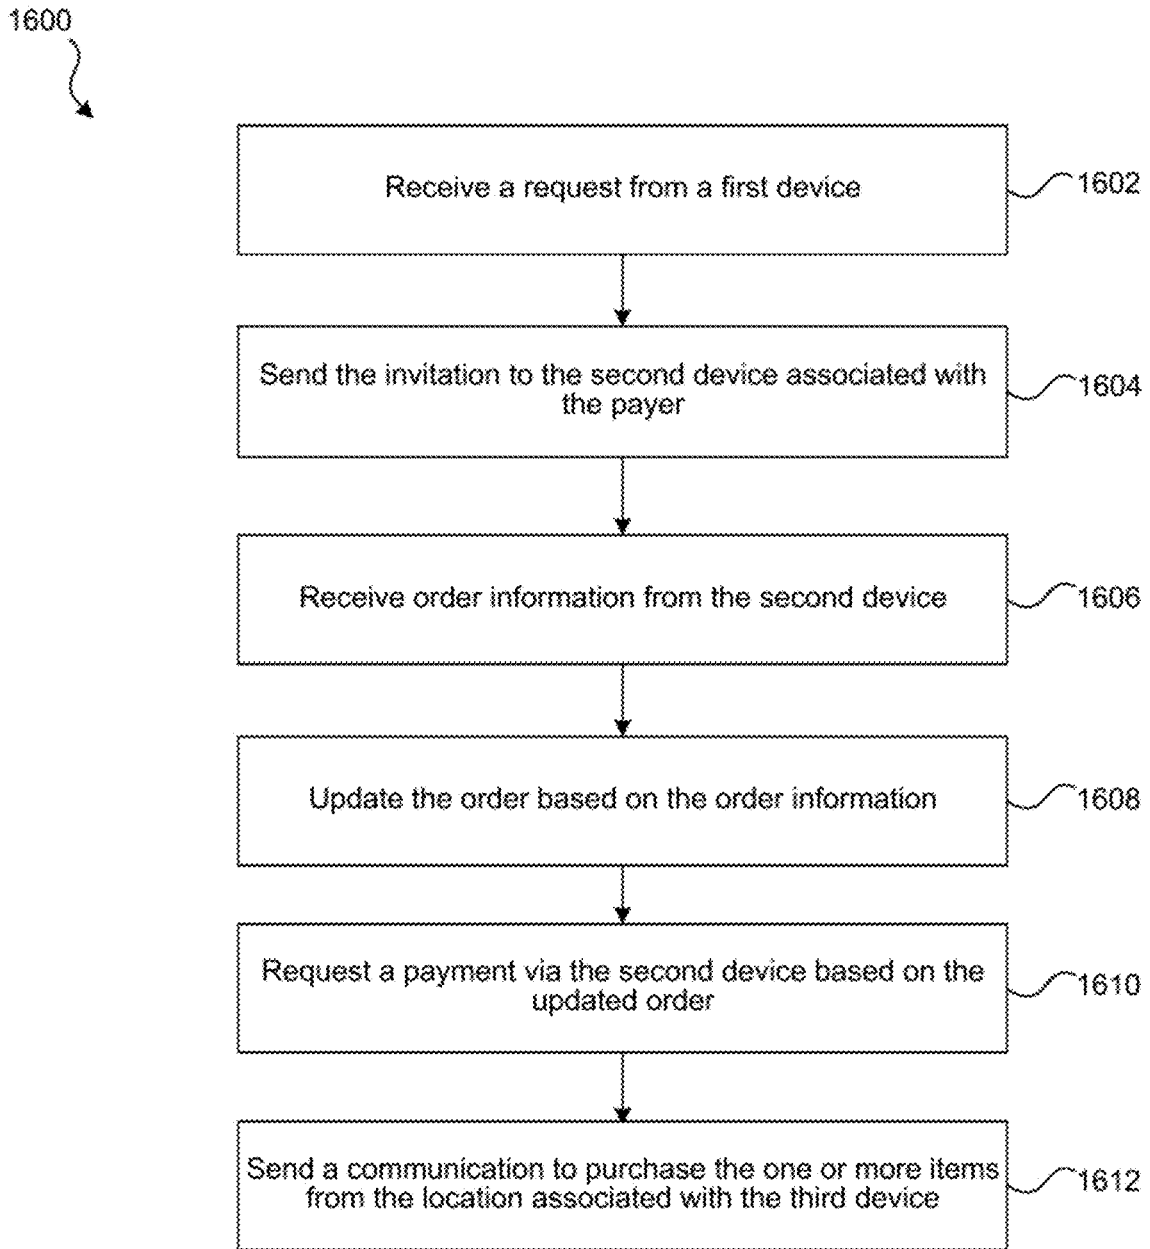 1600
Receive a request from a first device
1602
Send the invitation to the second device associated with
the payer
1604
Receive order information from the second device
1606
Update the order based on the order information
1608
Request a payment via the second device based on the
updated order
1610
Send a communication to purchase the one or more items
from the location associated with the third device
1612